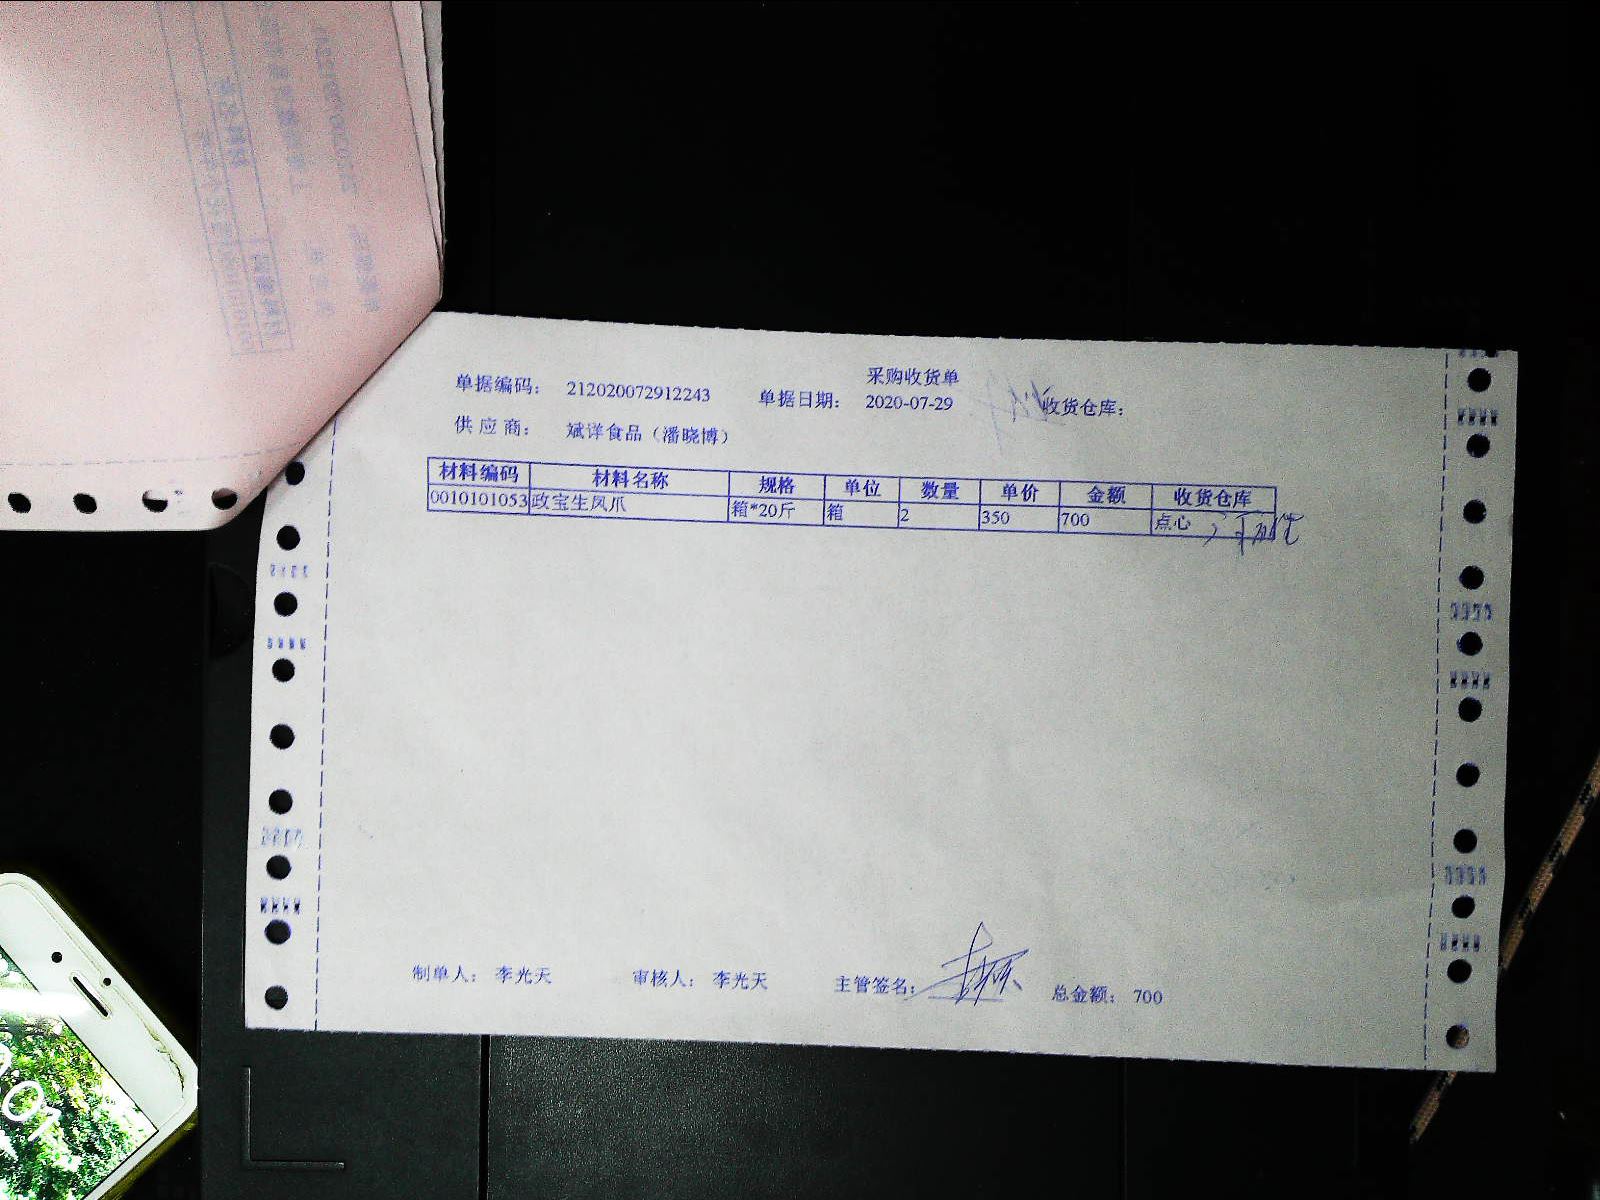 采购收货单
单据编码： 212020072912243 单据日期： 2020-07-29 收货仓库：
供 应 商： 斌详食品（潘晓博）
材料编码 材料名称 规格 单位 数量 单价 金额 收货仓库
0010101053 政宝生凤爪 箱*20斤 箱 2 350 700 点心
制单人： 李光天 审核人： 李光天 主管签名： 总金额： 700